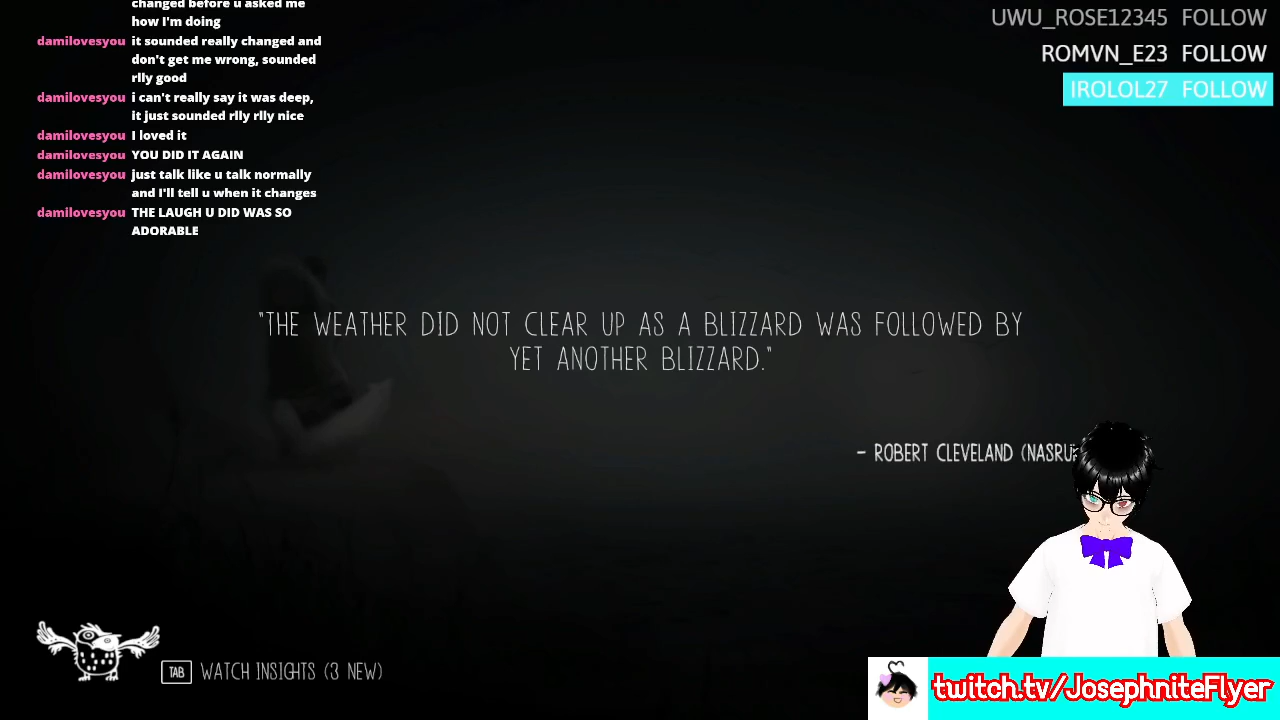 changed before u asked me
how I'm doing
damilovesyou it sounded really changed and
don't get me wrong, sounded
rlly good
damilovesyou i can't really say it was deep,
it just sounded rlly rlly nice
damilovesyou I loved it
damilovesyou YOU DID IT AGAIN
damilovesyou just talk like u talk normally
and I'll tell u when it changes
damilovesyou THE LAUGH U DID WAS SO
ADORABLE
UWU_ROSE12345 FOLLOW
ROMVN_E23 FOLLOW
IROLOL27 FOLLOW
"THE WEATHER DID NOT CLEAR UP AS A BLIZZARD WAS FOLLOWED BY
YET ANOTHER BLIZZARD."
- ROBERT CLEVELAND
TAB WATCH INSIGHTS (3 NEW)
twitch.tv/JosephniteFlyer